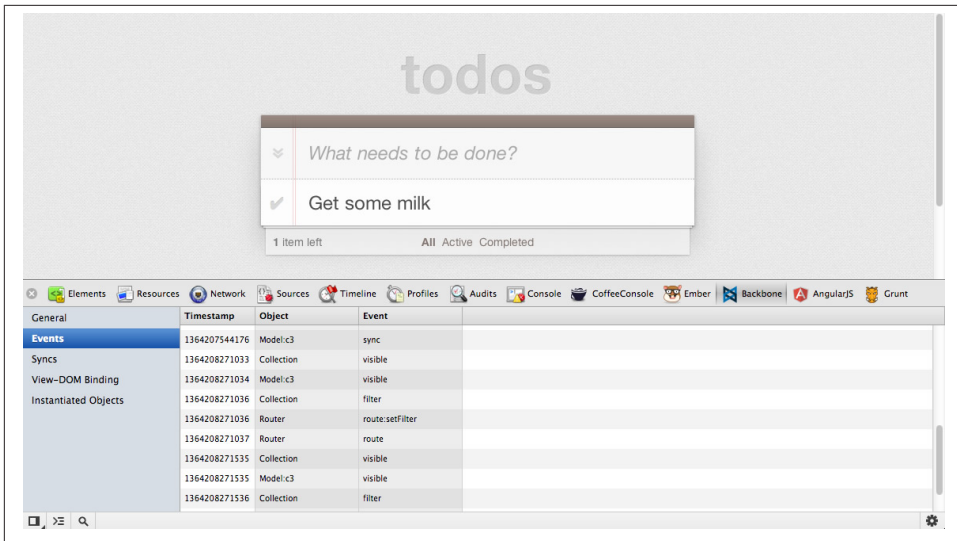 todos
What needs to be done?
Get some milk
1 item left All Active Completed
Elements Resources Network Sources Timeline Profiles Audits Console CoffeeConsole Ember Backbone AngularJS Grunt
General
Events
Syncs
View-DOM Binding
Instantiated Objects
Timestamp Object Event
1364207544176 Model:c3 sync
1364208271033 Collection visible
1364208271034 Model:c3 visible
1364208271036 Collection filter
1364208271036 Router route:setFilter
1364208271037 Router route
1364208271535 Collection visible
1364208271535 Model:c3 visible
1364208271536 Collection filter